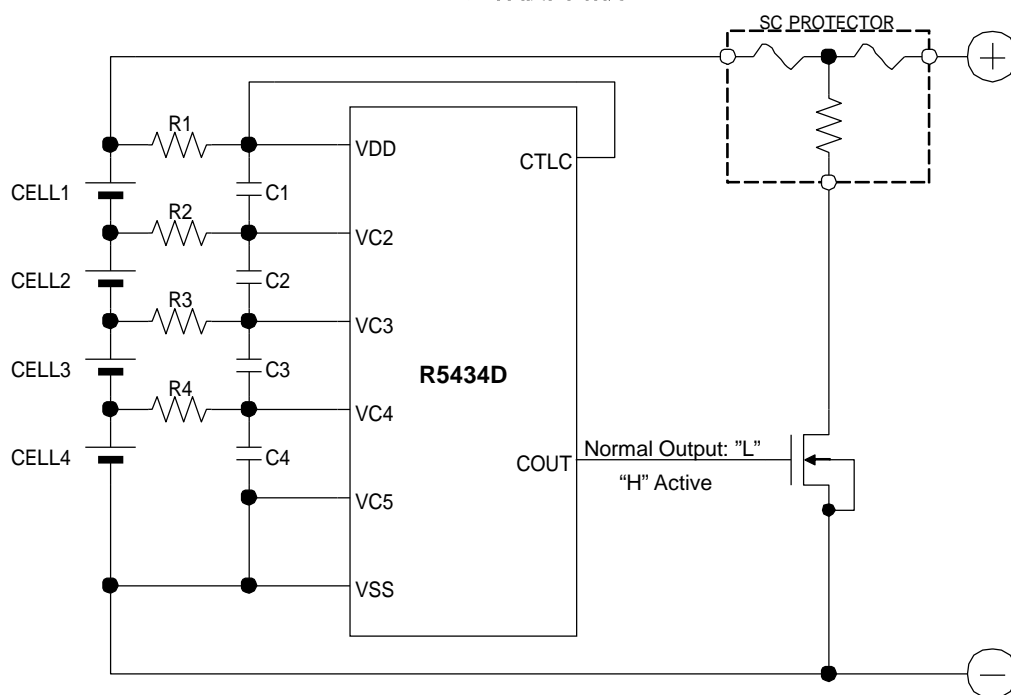 SC PROTECTOR
+
R1
VDD
CTLC
CELL1
C1
R2
VC2
CELL2
C2
R3
VC3
CELL3
C3
R5434D
R4
VC4
CELL4
C4
COUT
Normal Output: ”L”
“H” Active
VC5
VSS
−